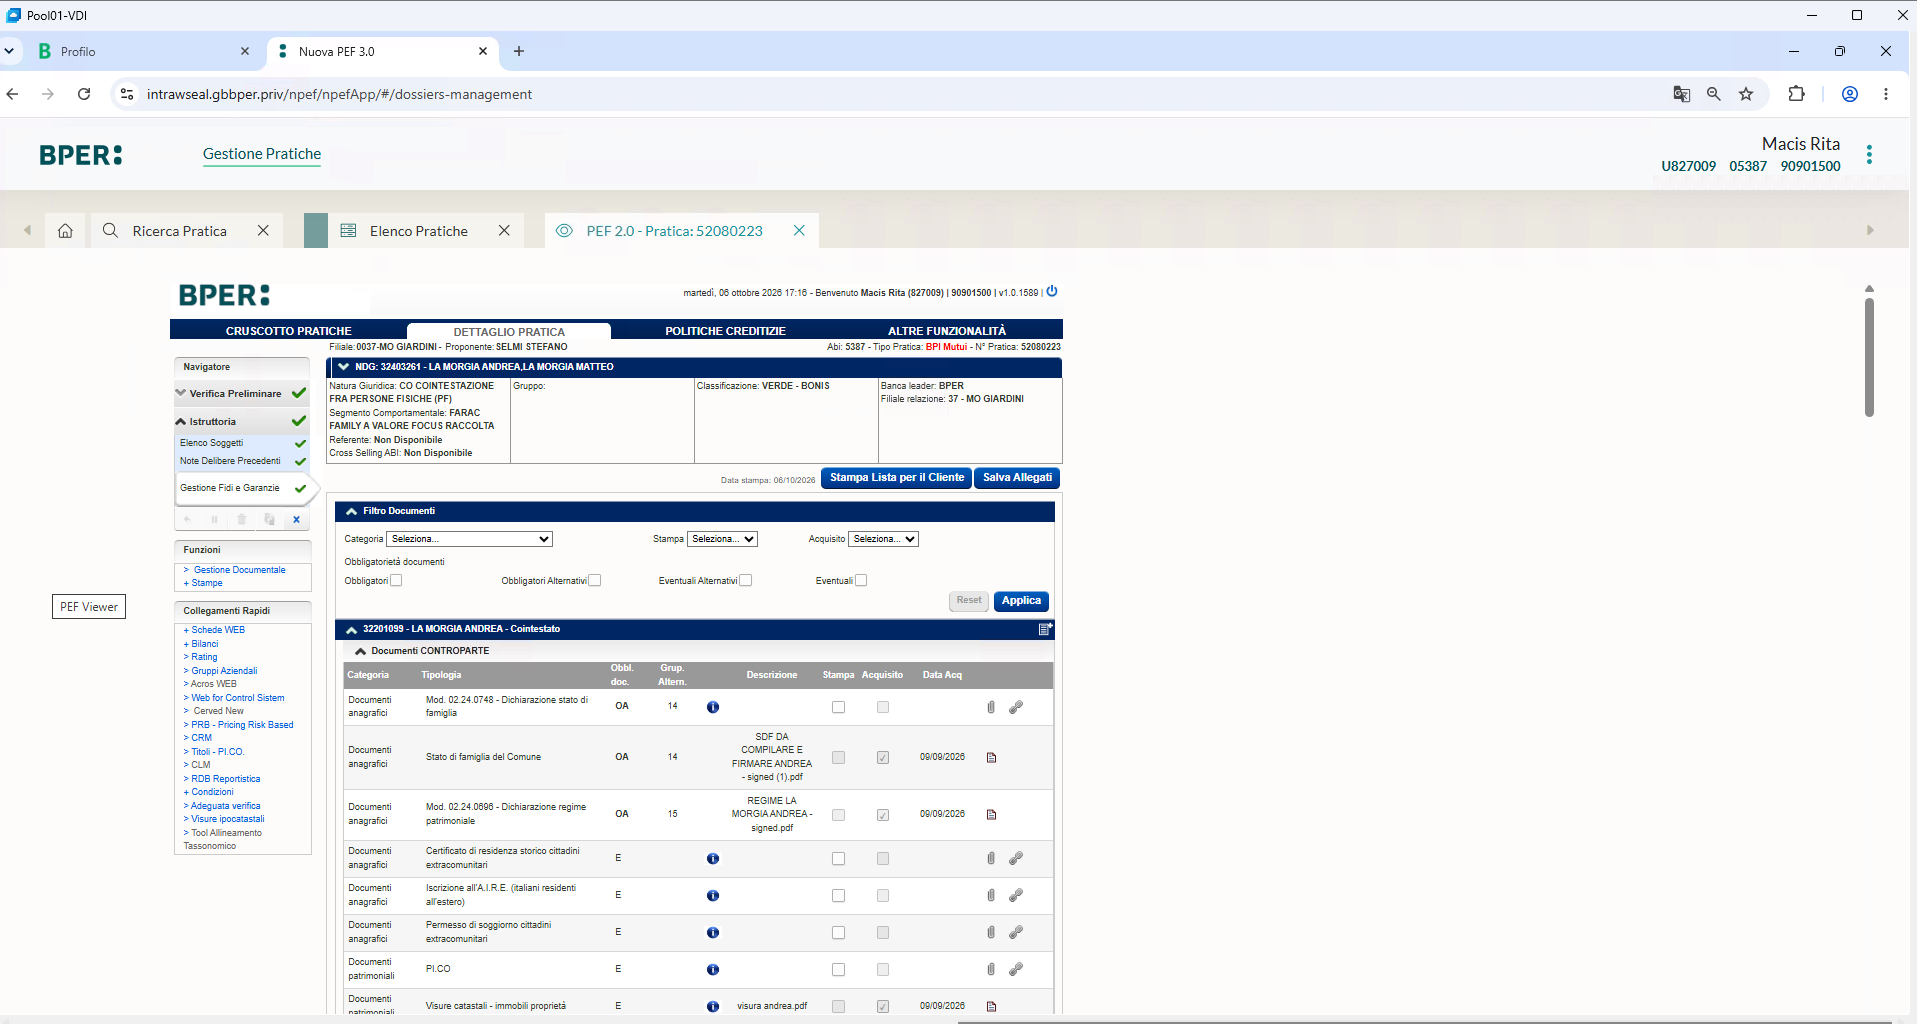 Pool01-VDI
Profilo
Nuova PEF 3.0
intrawseal.gbbper.priv/npef/npefApp/#/dossiers-management
BPER:
Gestione Pratiche
Macis Rita
U827009 05387 90901500
Ricerca Pratica
Elenco Pratiche
PEF 2.0 - Pratica: 52080223
BPER:
martedì, 06 ottobre 2026 17:16 - Benvenuto Macis Rita (827009) | 90901500 | v1.0.1589 |
CRUSCOTTO PRATICHE
DETTAGLIO PRATICA
POLITICHE CREDITIZIE
ALTRE FUNZIONALITÀ
Filiale: 0037-MO GIARDINI - Proponente: SELMI STEFANO
Abi: 5387 - Tipo Pratica: BPI Mutui - N° Pratica: 52080223
Navigatore
Verifica Preliminare
Istruttoria
Elenco Soggetti
Note Delibere Precedenti
Gestione Fidi e Garanzie
Funzioni
> Gestione Documentale
+ Stampe
PEF Viewer
Collegamenti Rapidi
+ Schede WEB
+ Bilanci
> Rating
> Gruppi Aziendali
> Acros WEB
> Web for Control Sistem
> Cerved New
> PRB - Pricing Risk Based
> CRM
> Titoli - PI.CO.
> CLM
> RDB Reportistica
+ Condizioni
> Adeguata verifica
> Visure ipocatastali
> Tool Allineamento
Tassonomico
NDG: 32403261 - LA MORGIA ANDREA,LA MORGIA MATTEO
Natura Giuridica: CO COINTESTAZIONE
FRA PERSONE FISICHE (PF)
Segmento Comportamentale: FARAC
FAMILY A VALORE FOCUS RACCOLTA
Referente: Non Disponibile
Cross Selling ABI: Non Disponibile
Gruppo:
Classificazione: VERDE - BONIS
Banca leader: BPER
Filiale relazione: 37 - MO GIARDINI
Data stampa: 06/10/2026
Stampa Lista per il Cliente
Salva Allegati
Filtro Documenti
Categoria Seleziona...
Stampa Seleziona...
Acquisito Seleziona...
Obbligatorietà documenti
Obbligatori
Obbligatori Alternativi
Eventuali Alternativi
Eventuali
Reset
Applica
32201099 - LA MORGIA ANDREA - Cointestato
Documenti CONTROPARTE
Categoria Tipologia Obbl. doc. Grup. Altern. Descrizione Stampa Acquisito Data Acq
Documenti anagrafici Mod. 02.24.0748 - Dichiarazione stato di famiglia OA 14
Documenti anagrafici Stato di famiglia del Comune OA 14 SDF DA COMPILARE E FIRMARE ANDREA - signed (1).pdf 09/09/2026
Documenti anagrafici Mod. 02.24.0696 - Dichiarazione regime patrimoniale OA 15 REGIME LA MORGIA ANDREA - signed.pdf 09/09/2026
Documenti anagrafici Certificato di residenza storico cittadini extracomunitari E
Documenti anagrafici Iscrizione all'A.I.R.E. (italiani residenti all'estero) E
Documenti anagrafici Permesso di soggiorno cittadini extracomunitari E
Documenti patrimoniali PI.CO E
Documenti patrimoniali Visure catastali - immobili proprietà E visura andrea.pdf 09/09/2026